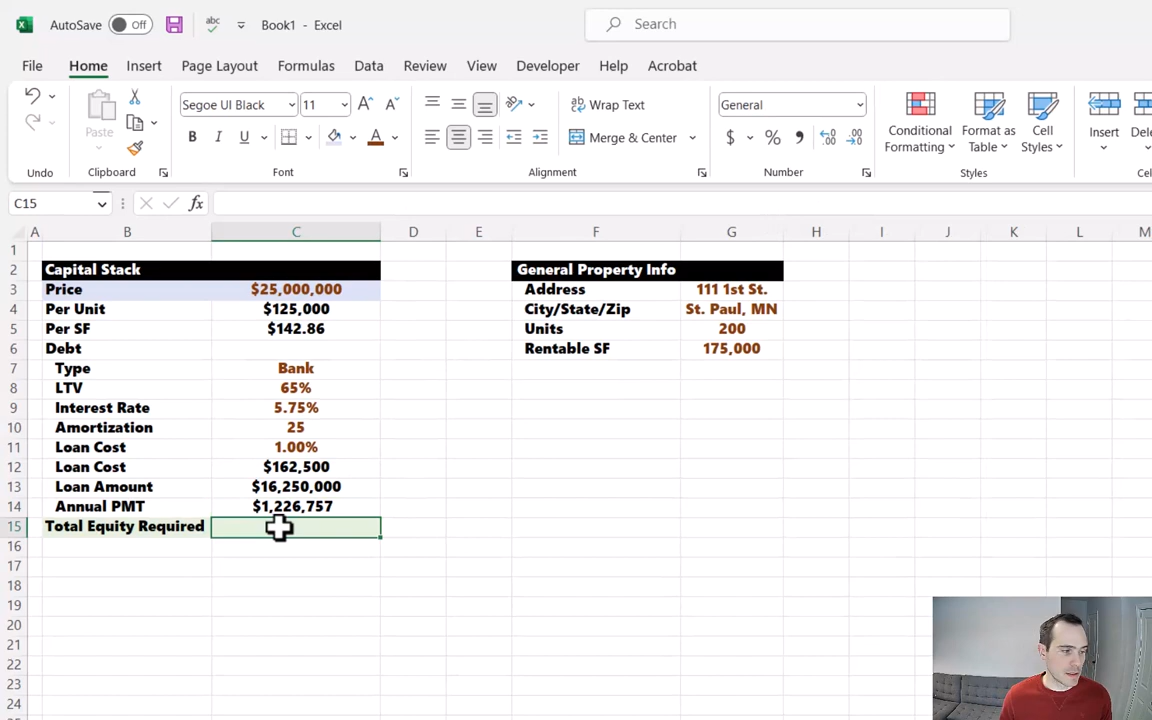 AutoSave Off abc Book1 - Excel Search
File Home Insert Page Layout Formulas Data Review View Developer Help Acrobat
Segoe UI Black 11 A A Wrap Text General
Paste B I U A Merge & Center $ % 9 Conditional Formatting Format as Table Cell Styles Insert Dele
Undo Clipboard Font Alignment Number Styles Cel
C15 fx
A B C D E F G H I J K L M
1
2 Capital Stack General Property Info
3 Price $25,000,000 Address 111 1st St.
4 Per Unit $125,000 City/State/Zip St. Paul, MN
5 Per SF $142.86 Units 200
6 Debt Rentable SF 175,000
7 Type Bank
8 LTV 65%
9 Interest Rate 5.75%
10 Amortization 25
11 Loan Cost 1.00%
12 Loan Cost $162,500
13 Loan Amount $16,250,000
14 Annual PMT $1,226,757
15 Total Equity Required
16
17
18
19
20
21
22
23
24